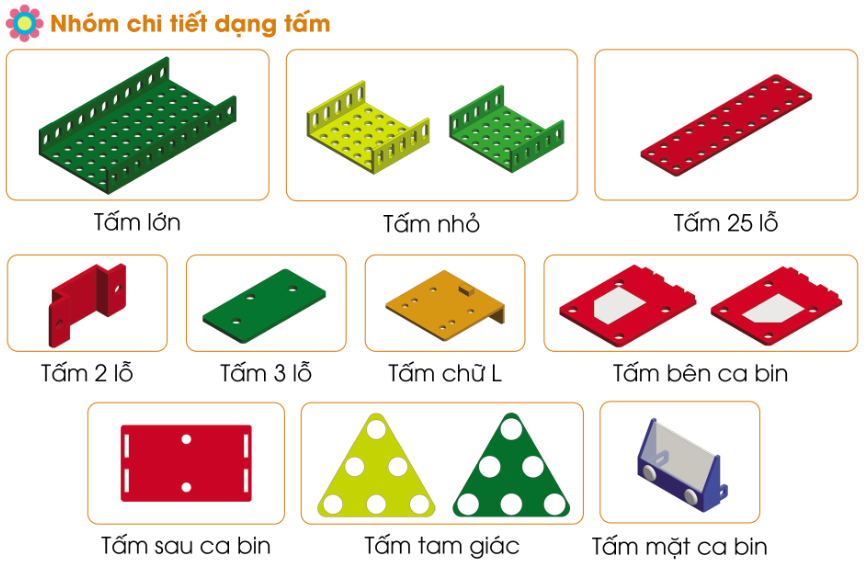 Nhóm chi tiết dạng tấm
Tấm lớn
Tấm nhỏ
Tấm 25 lỗ
Tấm 2 lỗ
Tấm 3 lỗ
Tấm chữ L
Tấm bên ca bin
Tấm sau ca bin
Tấm tam giác
Tấm mặt ca bin